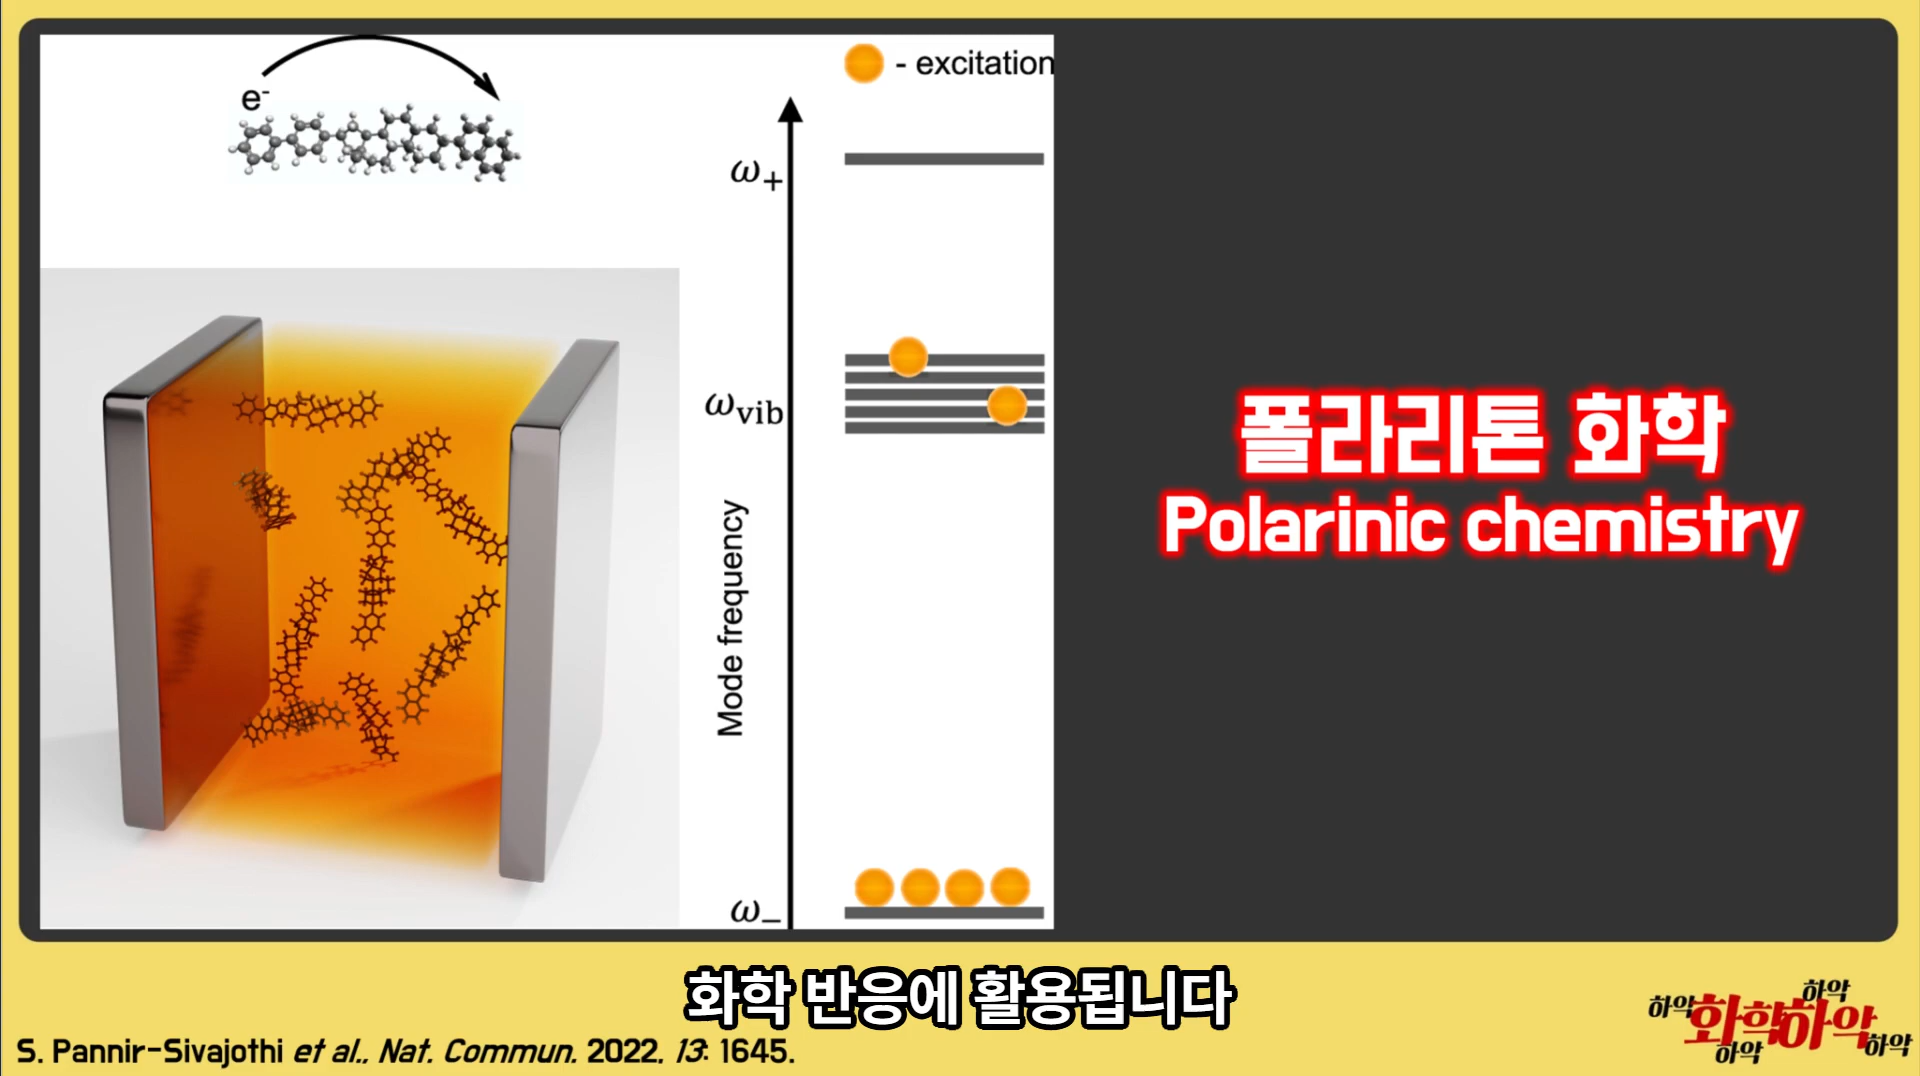 e⁻
- excitation
ω₊
ωvib
Mode frequency
ω₋
폴라리톤 화학
Polarinic chemistry
화학 반응에 활용됩니다
S. Pannir-Sivajothi et al., Nat. Commun. 2022, 13: 1645.
하악
하악
화학하악
하악
하악